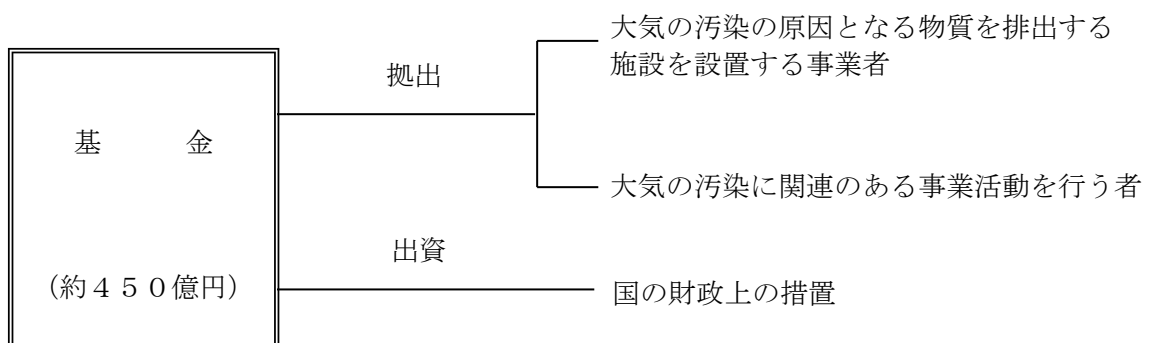 大気の汚染の原因となる物質を排出する
施設を設置する事業者
拠出
基　　　金
大気の汚染に関連のある事業活動を行う者
出資
（約４５０億円）
国の財政上の措置